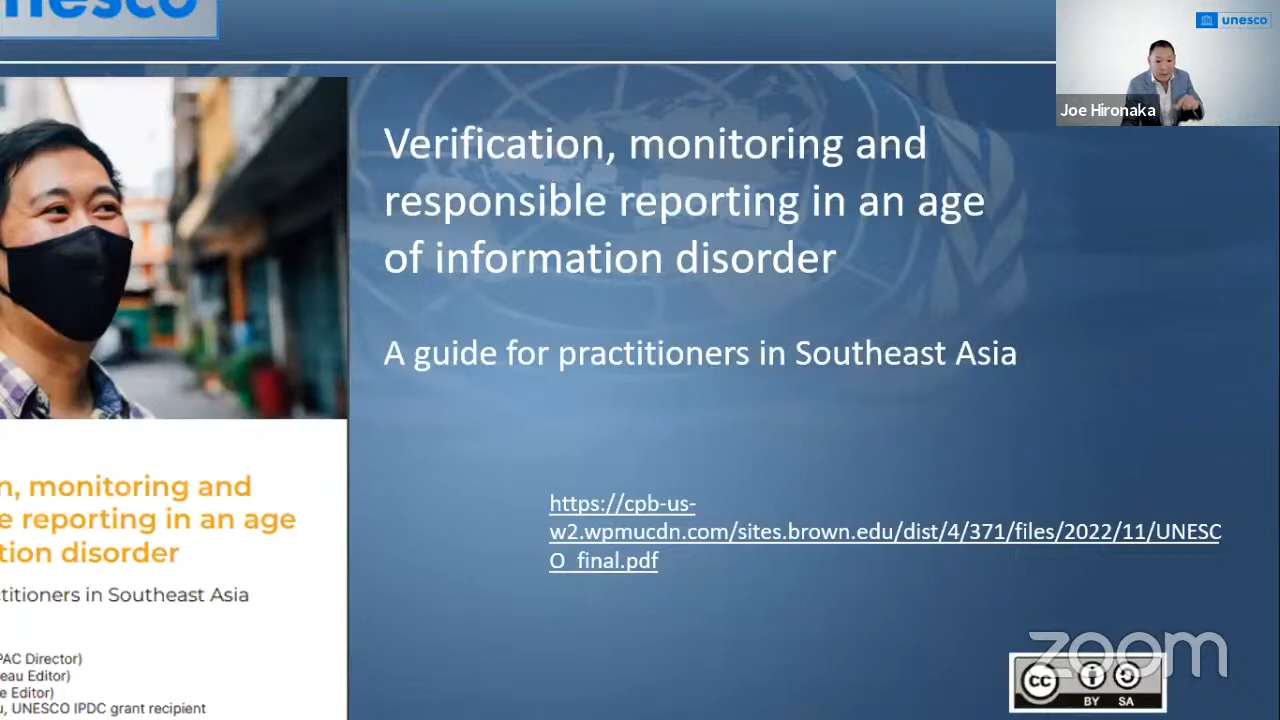 unesco
Joe Hironaka
Verification, monitoring and
responsible reporting in an age
of information disorder
A guide for practitioners in Southeast Asia
https://cpb-us-
w2.wpmucdn.com/sites.brown.edu/dist/4/371/files/2022/11/UNESC
O_final.pdf
nesco
n, monitoring and
e reporting in an age
tion disorder
titioners in Southeast Asia
PAC Director)
eau Editor)
e Editor)
u, UNESCO IPDC grant recipient
zoom
cc
BY SA